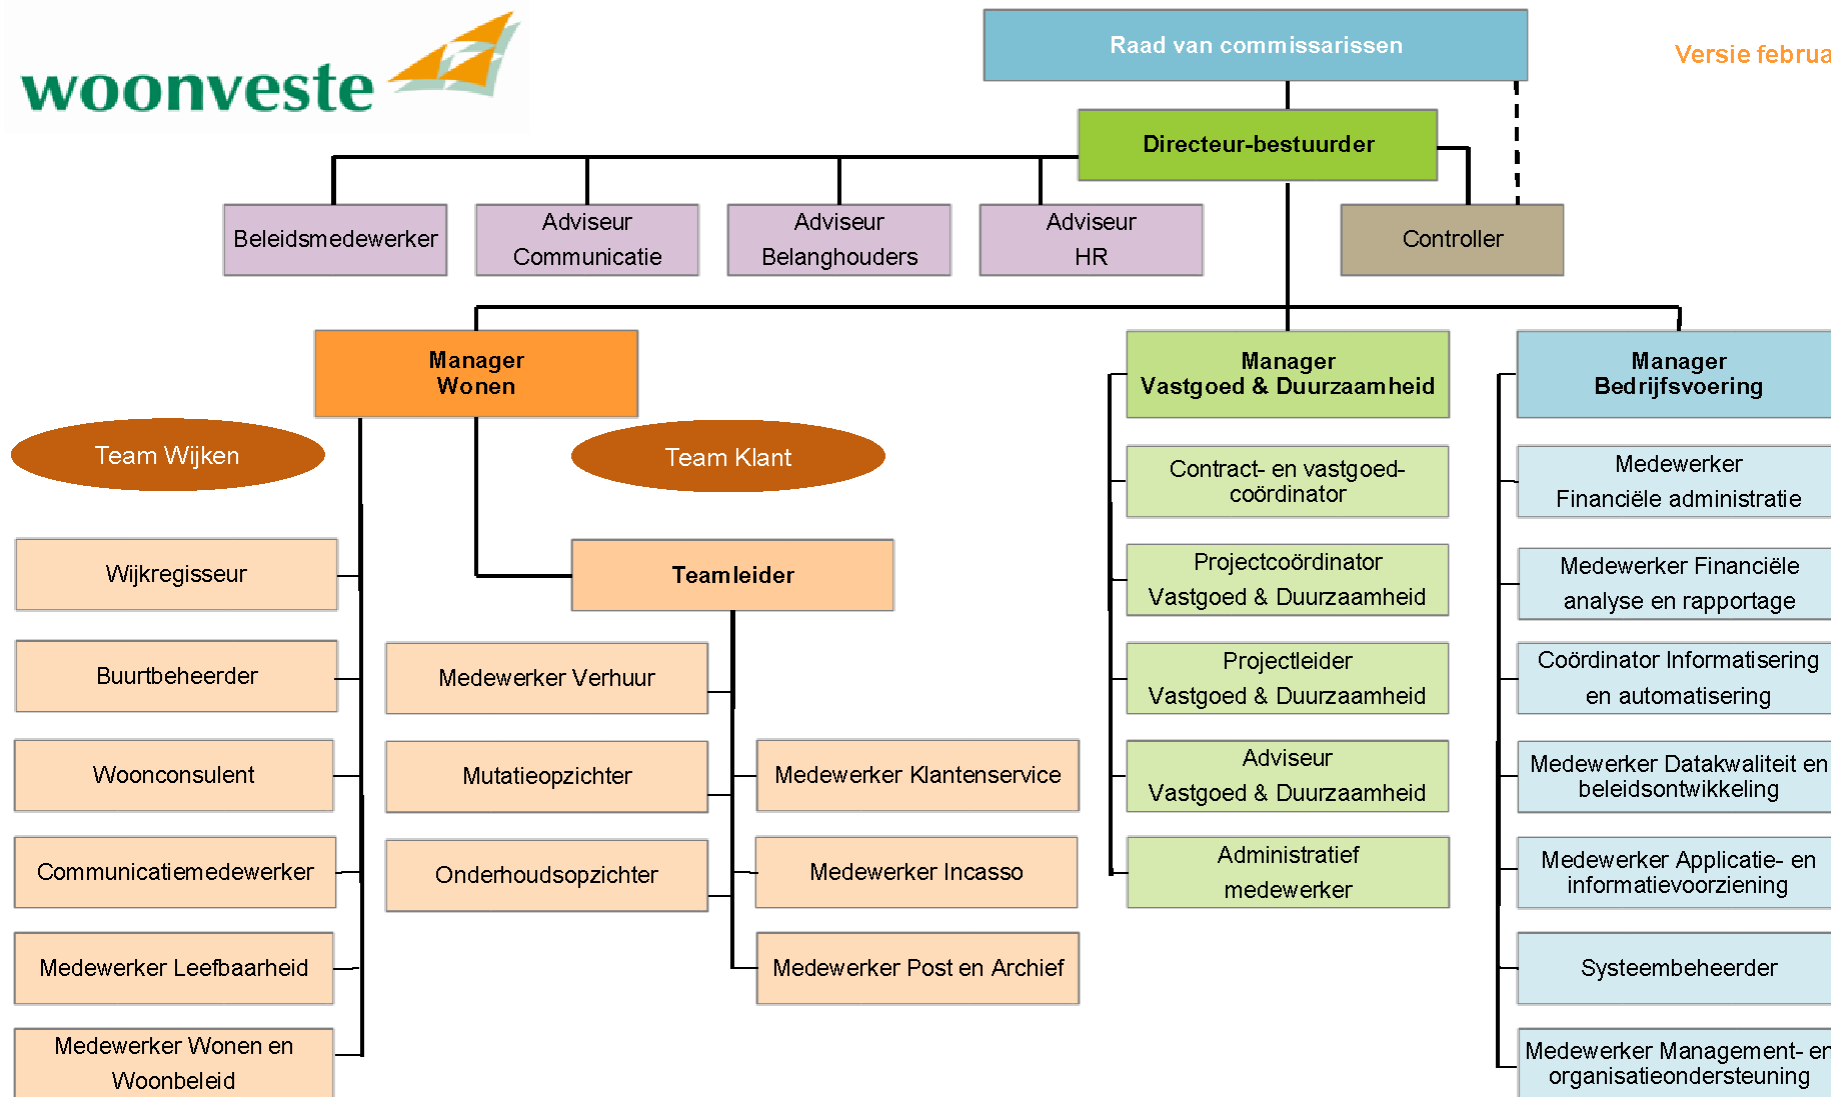 woonveste
Raad van commissarissen
Versie februa
Directeur-bestuurder
Beleidsmedewerker
Adviseur
Communicatie
Adviseur
Belanghouders
Adviseur
HR
Controller
Manager
Wonen
Manager
Vastgoed & Duurzaamheid
Manager
Bedrijfsvoering
Team Wijken
Team Klant
Wijkregisseur
Buurtbeheerder
Woonconsulent
Communicatiemedewerker
Medewerker Leefbaarheid
Medewerker Wonen en
Woonbeleid
Teamleider
Medewerker Verhuur
Mutatieopzichter
Onderhoudsopzichter
Medewerker Klantenservice
Medewerker Incasso
Medewerker Post en Archief
Contract- en vastgoed-
coördinator
Projectcoördinator
Vastgoed & Duurzaamheid
Projectleider
Vastgoed & Duurzaamheid
Adviseur
Vastgoed & Duurzaamheid
Administratief
medewerker
Medewerker
Financiële administratie
Medewerker Financiële
analyse en rapportage
Coördinator Informatisering
en automatisering
Medewerker Datakwaliteit en
beleidsontwikkeling
Medewerker Applicatie- en
informatievoorziening
Systeembeheerder
Medewerker Management- en
organisatieondersteuning